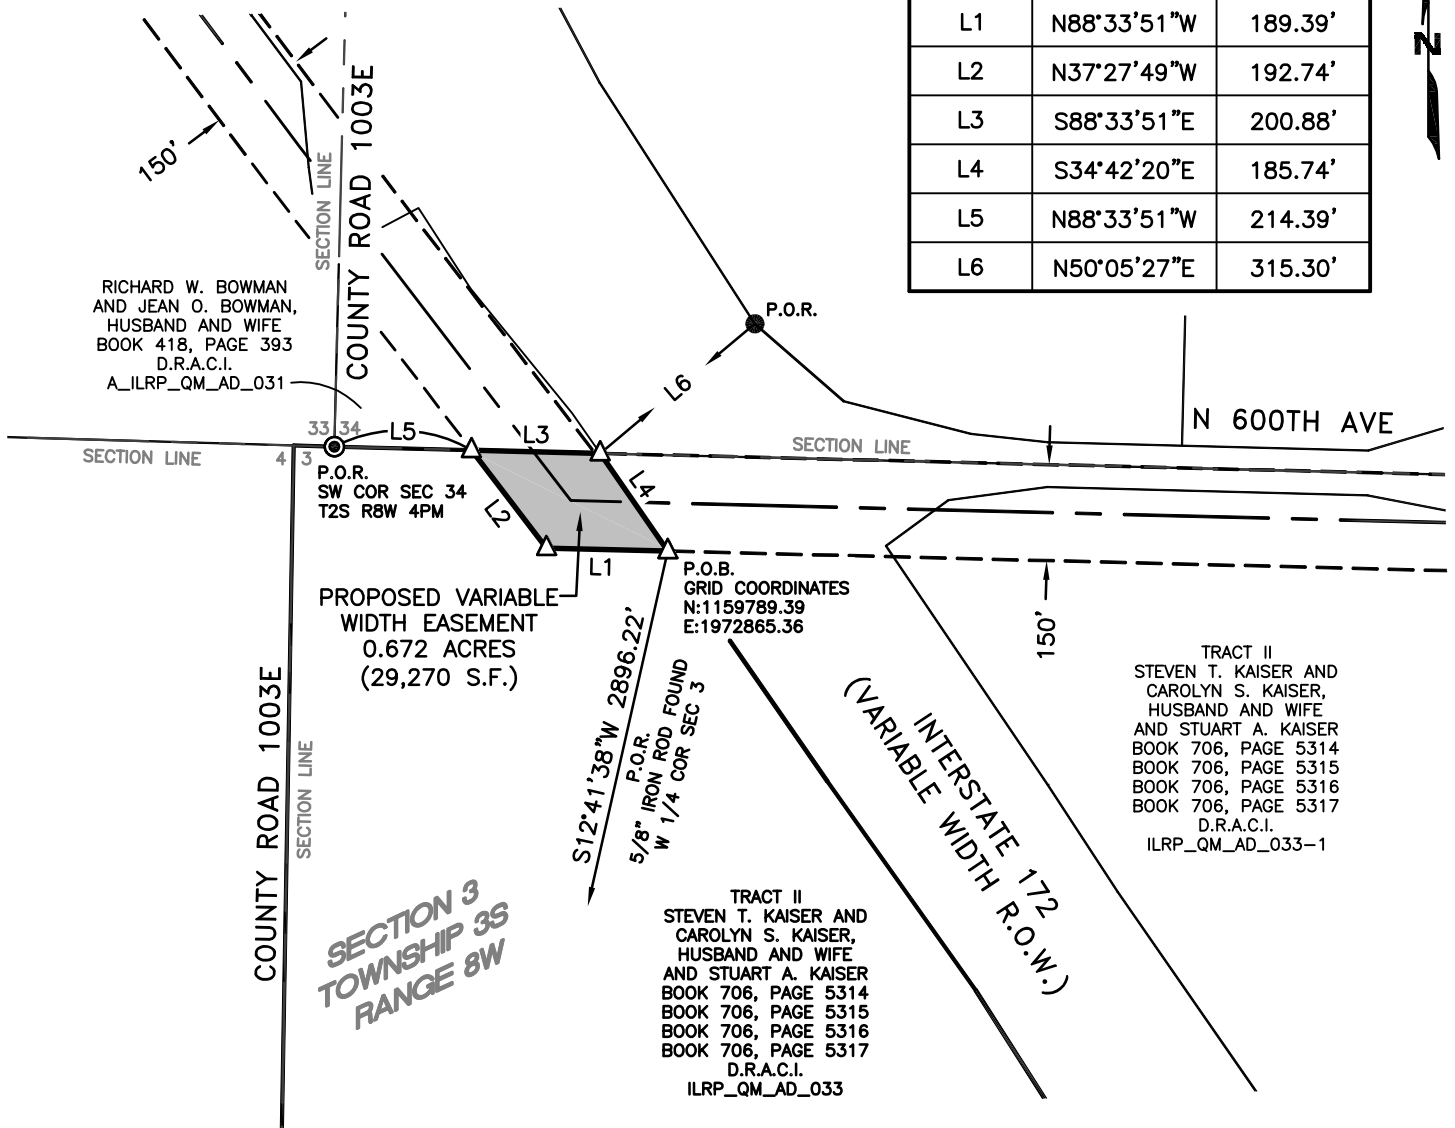 L1 N88°33'51"W 189.39'
L2 N37°27'49"W 192.74'
L3 S88°33'51"E 200.88'
L4 S34°42'20"E 185.74'
L5 N88°33'51"W 214.39'
L6 N50°05'27"E 315.30'
N
150'
SECTION LINE
COUNTY ROAD 1003E
RICHARD W. BOWMAN
AND JEAN O. BOWMAN,
HUSBAND AND WIFE
BOOK 418, PAGE 393
D.R.A.C.I.
A_ILRP_QM_AD_031
P.O.R.
L6
N 600TH AVE
33 34
4 3
SECTION LINE
L5
L3
SECTION LINE
P.O.R.
SW COR SEC 34
T2S R8W 4PM
L2
L4
L1
P.O.B.
GRID COORDINATES
N:1159789.39
E:1972865.36
PROPOSED VARIABLE
WIDTH EASEMENT
0.672 ACRES
(29,270 S.F.)
150'
S12°41'38"W 2896.22'
P.O.R.
5/8" IRON ROD FOUND
W 1/4 COR SEC 3
COUNTY ROAD 1003E
SECTION LINE
INTERSTATE 172
(VARIABLE WIDTH R.O.W.)
TRACT II
STEVEN T. KAISER AND
CAROLYN S. KAISER,
HUSBAND AND WIFE
AND STUART A. KAISER
BOOK 706, PAGE 5314
BOOK 706, PAGE 5315
BOOK 706, PAGE 5316
BOOK 706, PAGE 5317
D.R.A.C.I.
ILRP_QM_AD_033-1
SECTION 3
TOWNSHIP 3S
RANGE 8W
TRACT II
STEVEN T. KAISER AND
CAROLYN S. KAISER,
HUSBAND AND WIFE
AND STUART A. KAISER
BOOK 706, PAGE 5314
BOOK 706, PAGE 5315
BOOK 706, PAGE 5316
BOOK 706, PAGE 5317
D.R.A.C.I.
ILRP_QM_AD_033